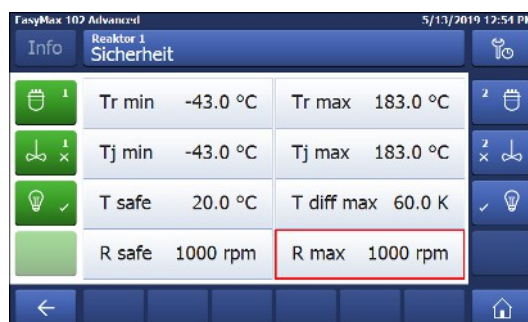 EasyMax 102 Advanced 5/13/2019 12:54 PM
Info
Reaktor 1
Sicherheit
1 Tr min -43.0 °C Tr max 183.0 °C 2
1 Tj min -43.0 °C Tj max 183.0 °C 2
T safe 20.0 °C T diff max 60.0 K
R safe 1000 rpm R max 1000 rpm